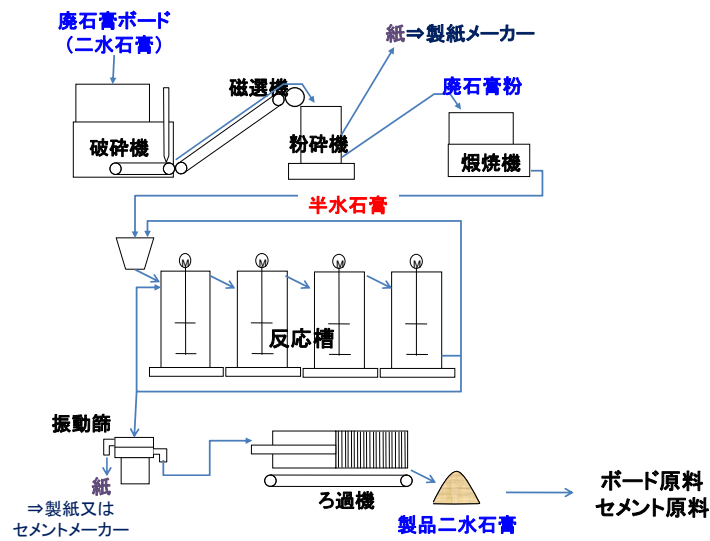 廃石膏ボード
（二水石膏）
紙⇒製紙メーカー
磁選機
廃石膏粉
破砕機
粉砕機
煆焼機
半水石膏
M
M
M
M
反応槽
振動篩
紙
⇒製紙又は
セメントメーカー
ろ過機
製品二水石膏
ボード原料
セメント原料